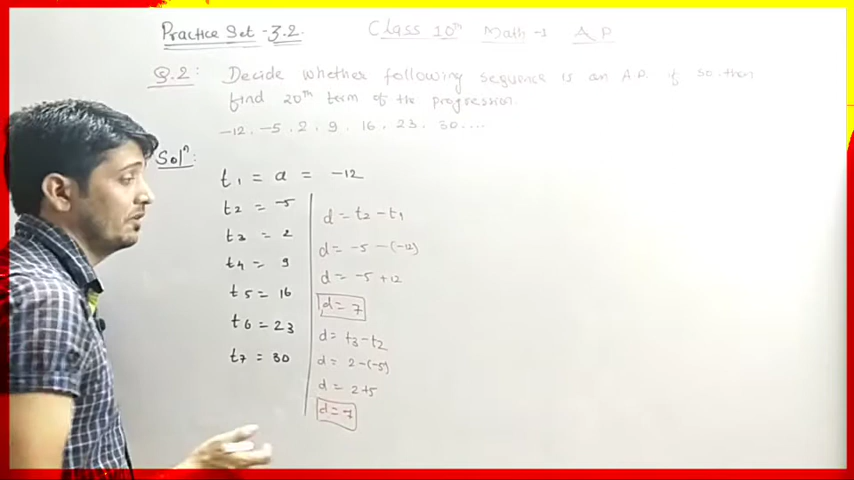 Practice Set -3.2. Class 10th Math-1 A.P
Q.2: Decide whether following sequence is an A.P. if so, then
find 20th term of the progression.
-12, -5, 2, 9, 16, 23, 30....
Solⁿ:
t₁ = a = -12
t₂ = -5
t₃ = 2
t₄ = 9
t₅ = 16
t₆ = 23
t₇ = 30
d = t₂ - t₁
d = -5 -(-12)
d = -5 +12
d = 7
d = t₃ - t₂
d = 2-(-5)
d = 2+5
d = 7